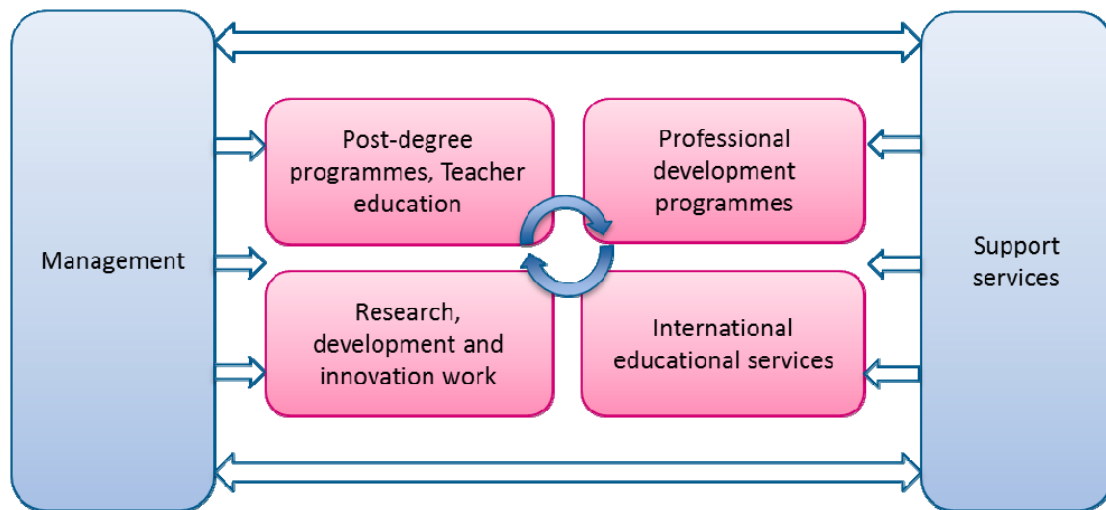 Management
Post-degree
programmes, Teacher
education
Professional
development
programmes
Research,
development and
innovation work
International
educational services
Support
services